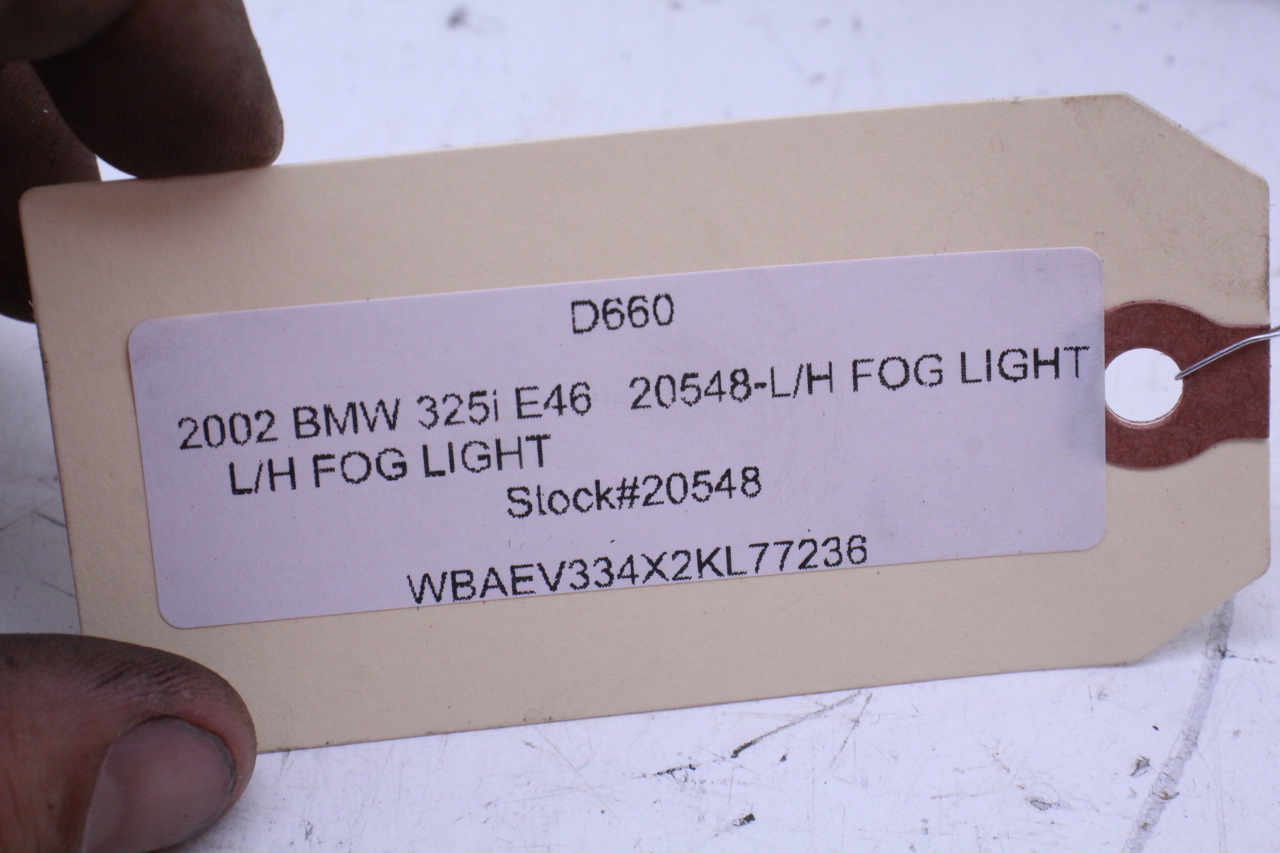 D660
2002 BMW 325i E46 20548-L/H FOG LIGHT
L/H FOG LIGHT
Stock#20548
WBAEV334X2KL77236